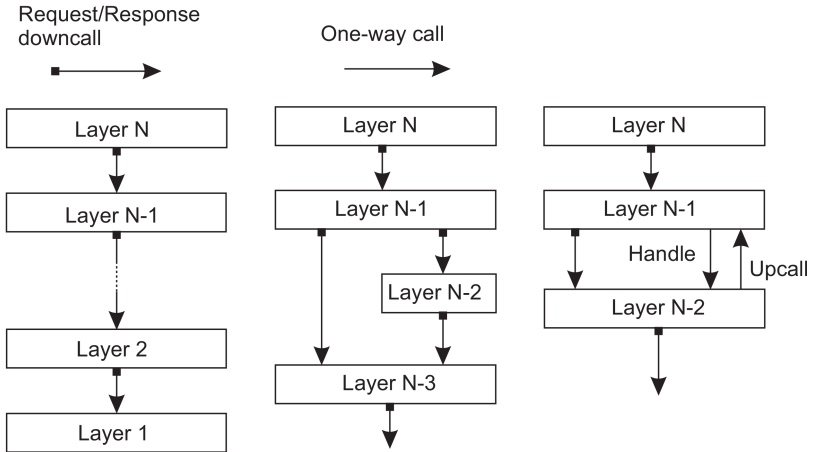 Request/Response
downcall
One-way call
Layer N
Layer N-1
Layer 2
Layer 1
Layer N
Layer N-1
Layer N-2
Layer N-3
Layer N
Layer N-1
Handle
Upcall
Layer N-2